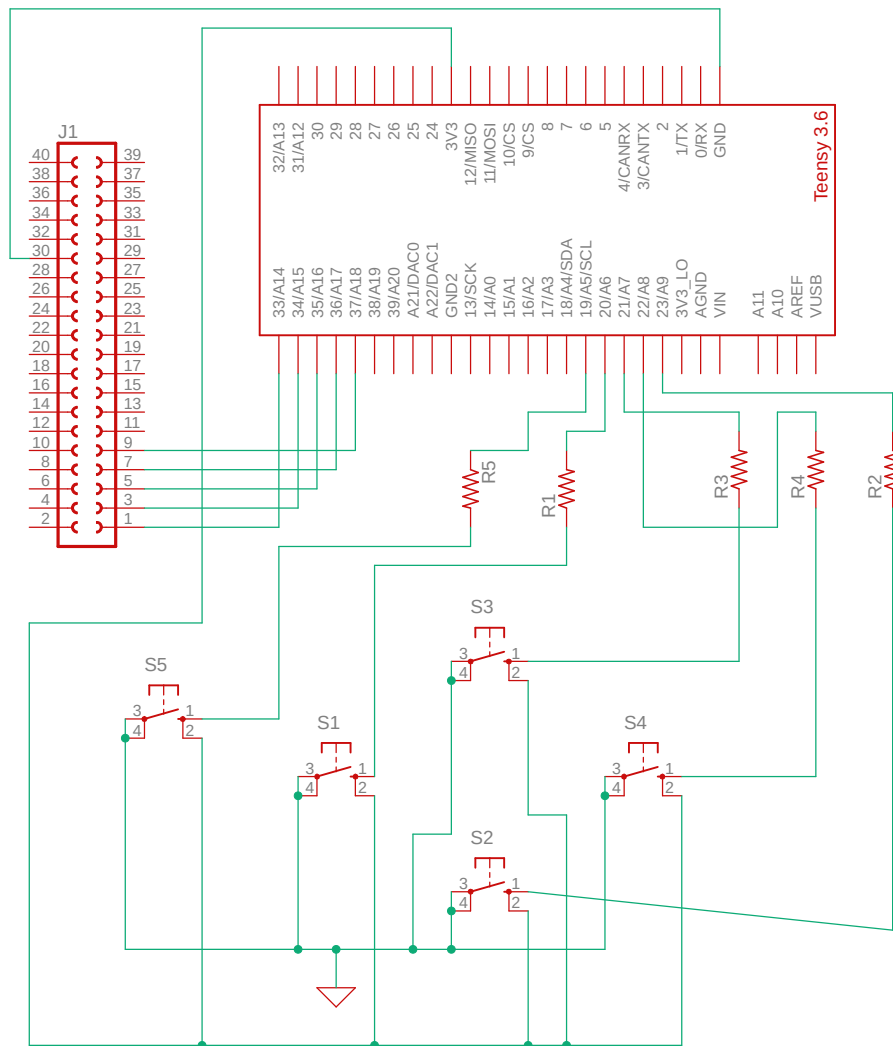 J1
40 39
38 37
36 35
34 33
32 31
30 29
28 27
26 25
24 23
22 21
20 19
18 17
16 15
14 13
12 11
10 9
8 7
6 5
4 3
2 1
32/A13
31/A12
30
29
28
27
26
25
24
3V3
12/MISO
11/MOSI
10/CS
9/CS
8
7
6
5
4/CANRX
3/CANTX
2
1/TX
0/RX
GND
Teensy 3.6
33/A14
34/A15
35/A16
36/A17
37/A18
38/A19
39/A20
A21/DAC0
A22/DAC1
GND2
13/SCK
14/A0
15/A1
16/A2
17/A3
18/A4/SDA
19/A5/SCL
20/A6
21/A7
22/A8
23/A9
3V3_LO
AGND
VIN
A11
A10
AREF
VUSB
R5
R1
R3
R4
R2
S3
3 1
4 2
S5
3 1
4 2
S1
3 1
4 2
S4
3 1
4 2
S2
3 1
4 2